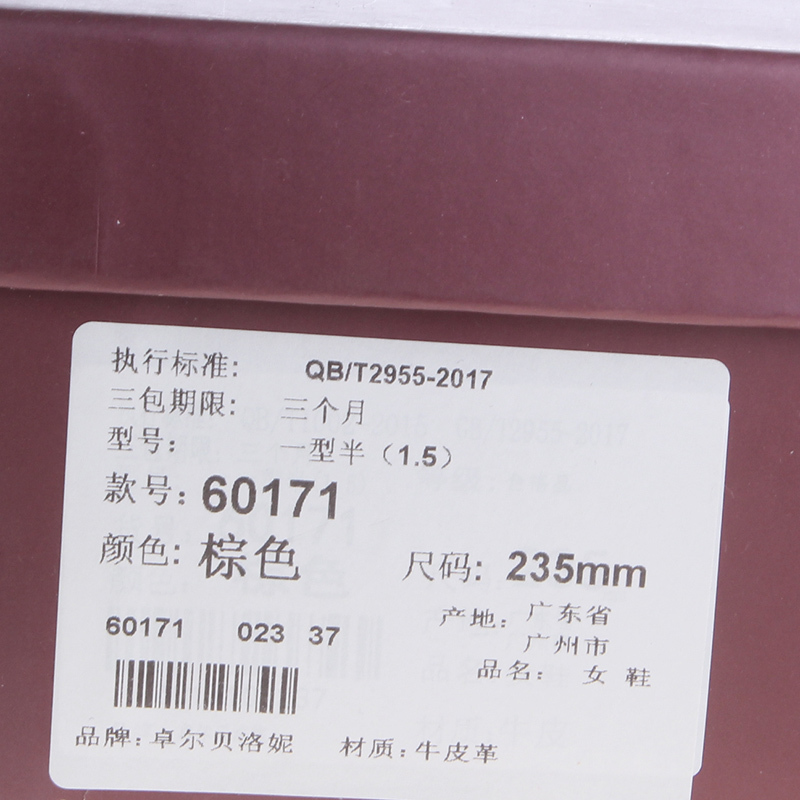 执行标准: QB/T2955-2017
三包期限: 三个月
型号: 一型半（1.5）
款号: 60171
颜色: 棕色 尺码: 235mm
产地: 广东省
广州市
60171 023 37
品名: 女鞋
品牌: 卓尔贝洛妮 材质: 牛皮革